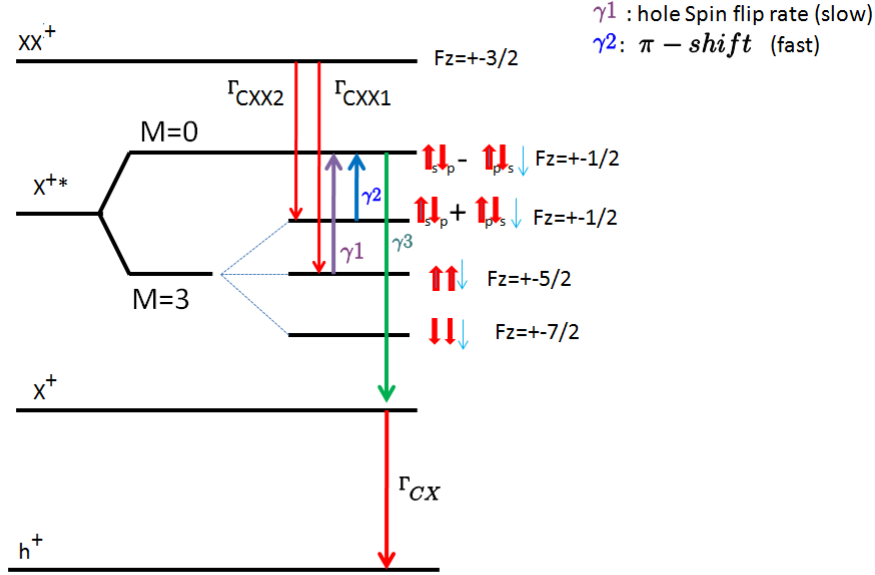 γ1 : hole Spin flip rate (slow)
γ2: π − shift (fast)
XX+
Fz=+-3/2
ΓCXX2
ΓCXX1
M=0
s p - p s Fz=+-1/2
X+*
γ2
s p + p s Fz=+-1/2
γ1
γ3
M=3
Fz=+-5/2
Fz=+-7/2
X+
ΓCX
h+